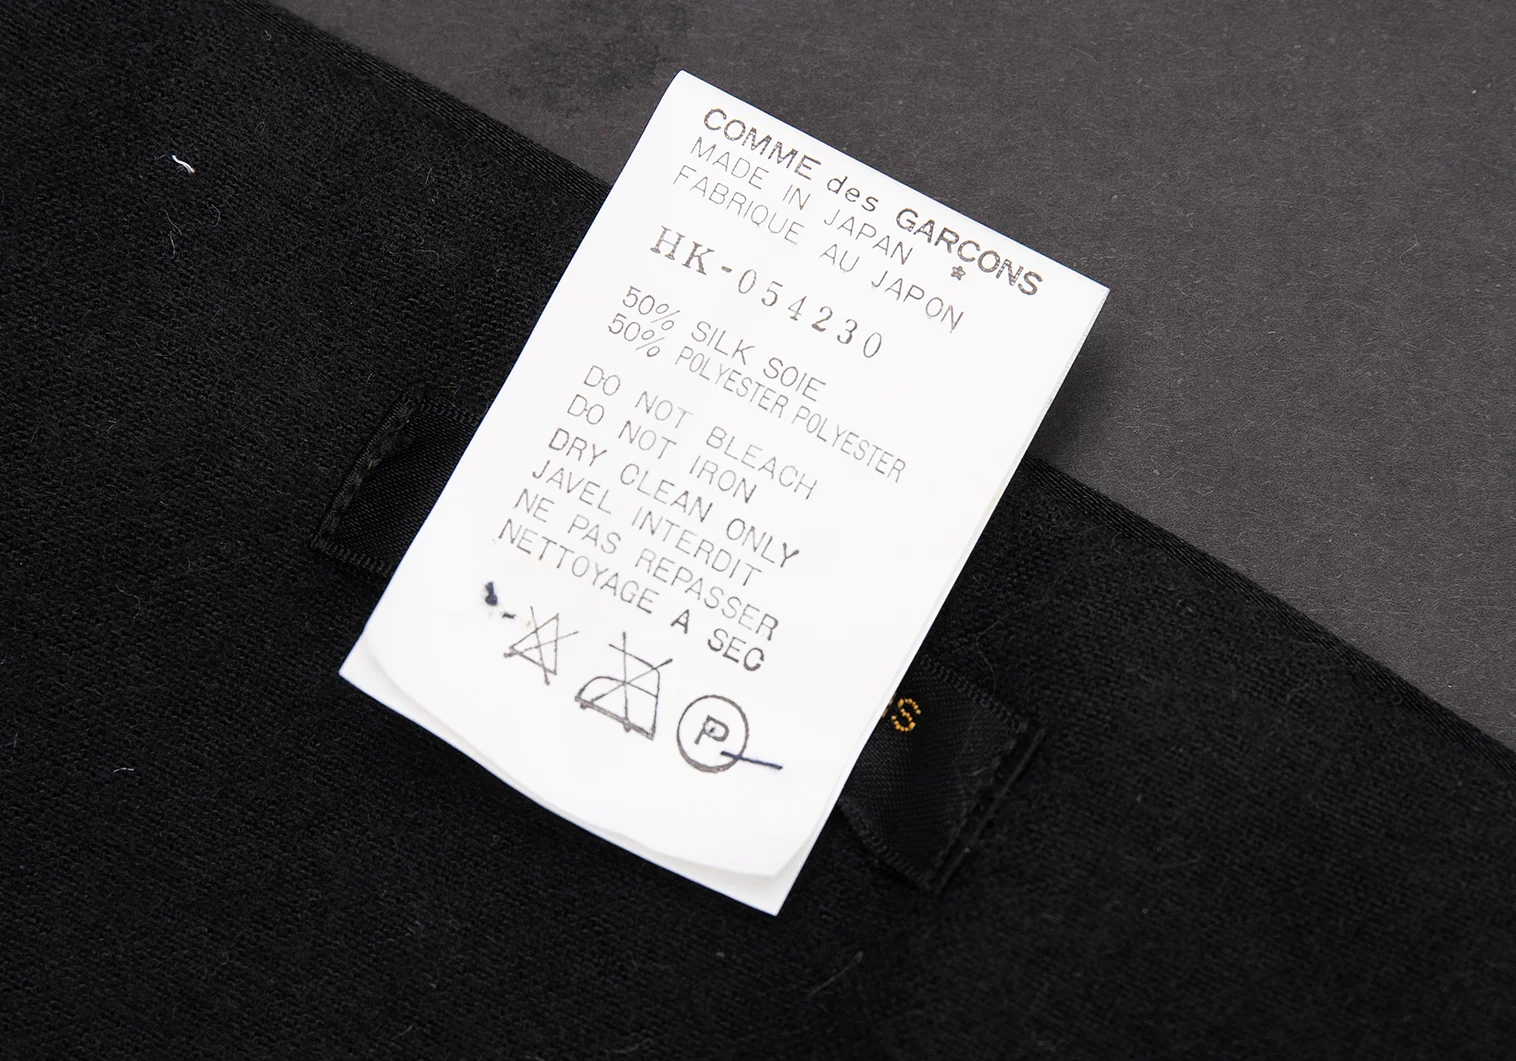 COMME des GARCONS
MADE IN JAPAN *
FABRIQUE AU JAPON
HK-054230
50% SILK SOIE
50% POLYESTER POLYESTER
DO NOT BLEACH
DO NOT IRON
DRY CLEAN ONLY
JAVEL INTERDIT
NE PAS REPASSER
NETTOYAGE A SEC
P
S